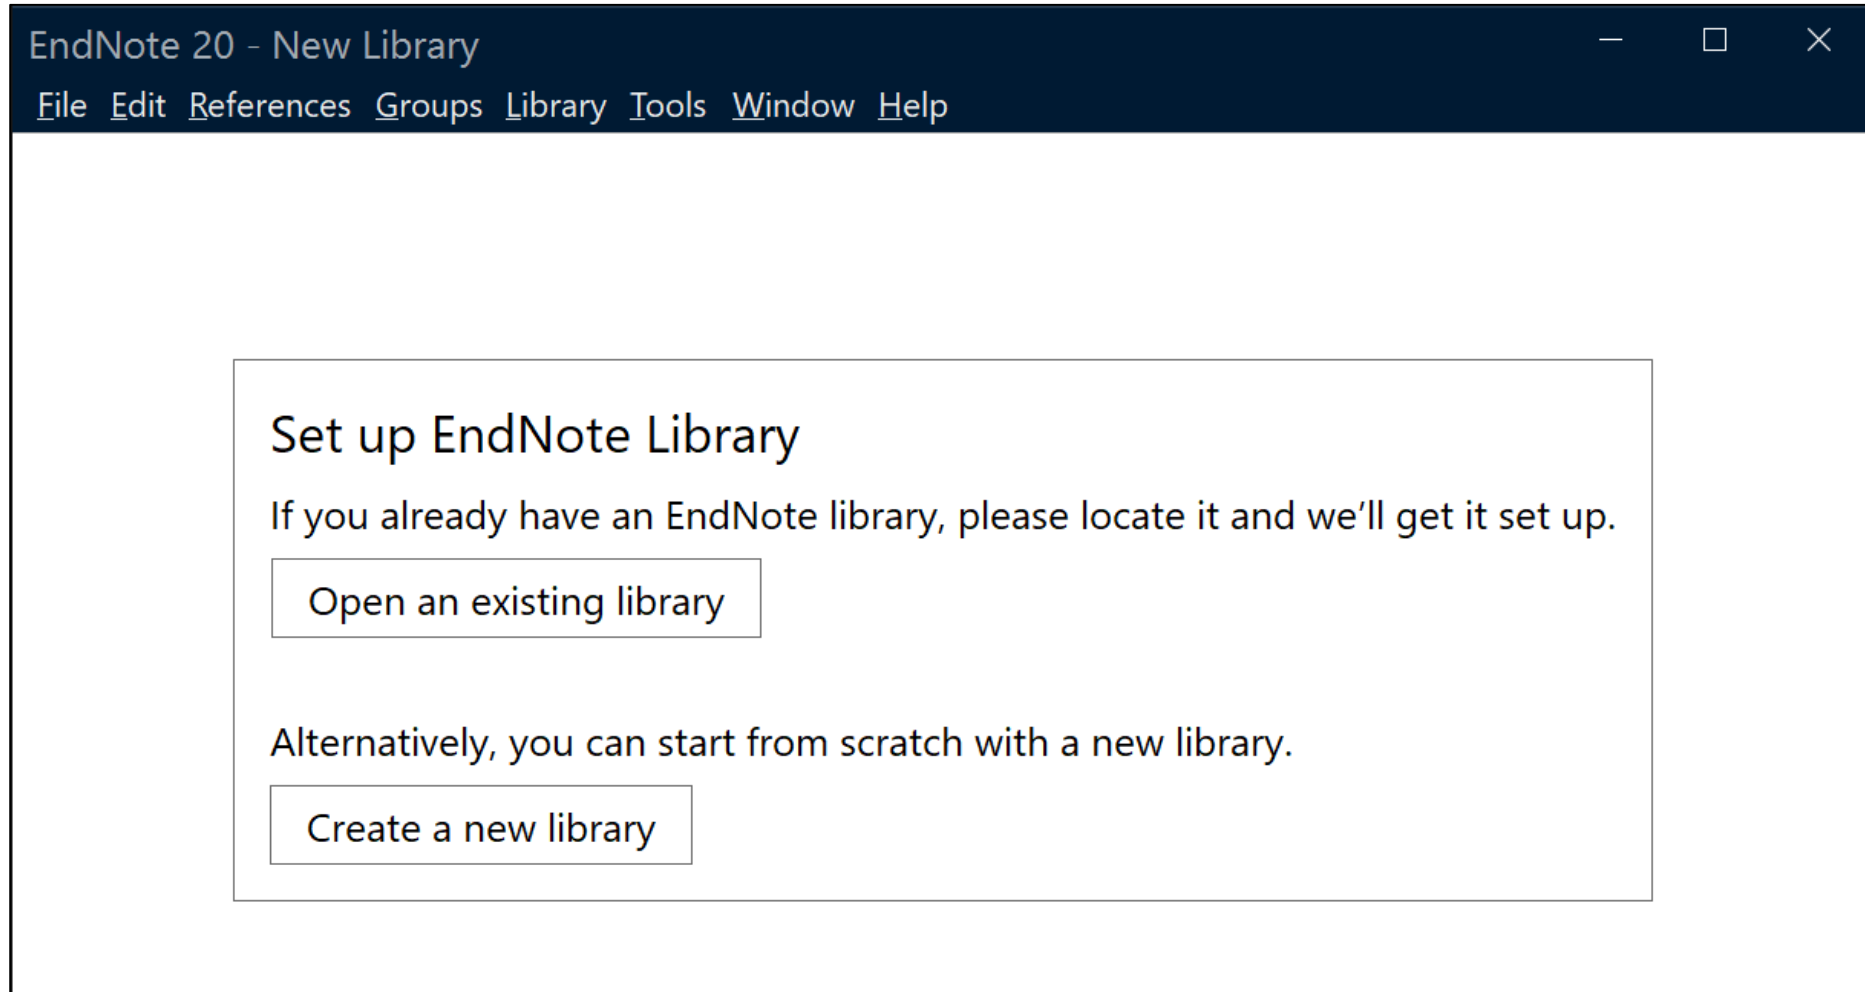 EndNote 20 - New Library
File Edit References Groups Library Tools Window Help
Set up EndNote Library
If you already have an EndNote library, please locate it and we’ll get it set up.
Open an existing library
Alternatively, you can start from scratch with a new library.
Create a new library